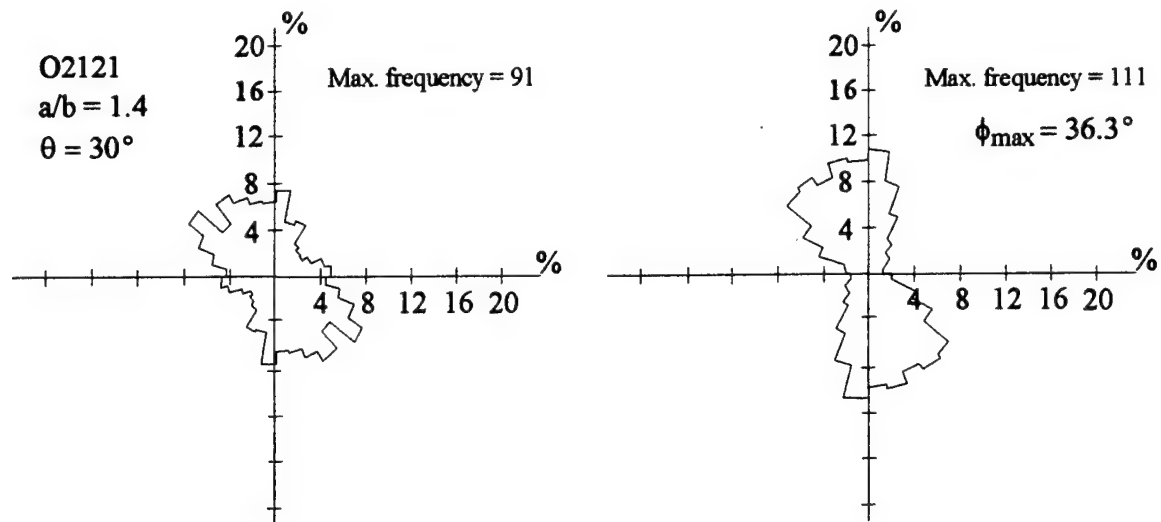 %
20
16
12
8
4
O2121
a/b = 1.4
θ = 30°
Max. frequency = 91
%
4 8 12 16 20
%
20
16
12
8
4
Max. frequency = 111
ϕmax = 36.3°
%
4 8 12 16 20